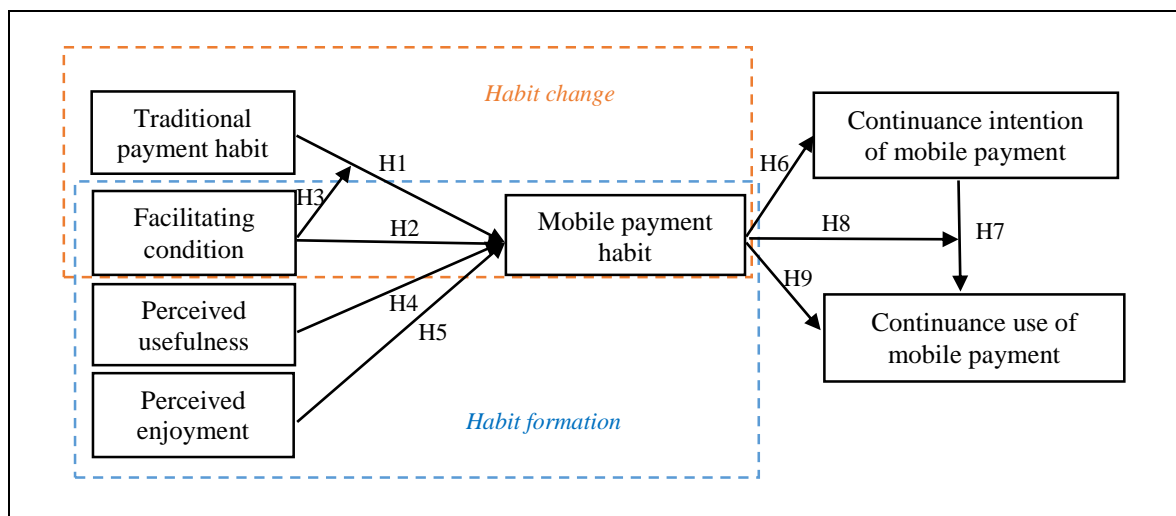 Habit change
Traditional
payment habit
Continuance intention
of mobile payment
H1
H6
H3
Facilitating
condition
H2
Mobile payment
habit
H8
H7
H9
Perceived
usefulness
H4
H5
Continuance use of
mobile payment
Perceived
enjoyment
Habit formation